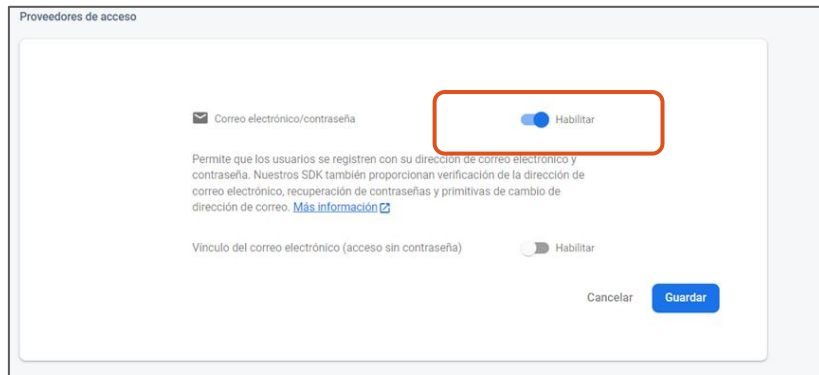 Proveedores de acceso
Correo electrónico/contraseña
Habilitar
Permite que los usuarios se registren con su dirección de correo electrónico y
contraseña. Nuestros SDK también proporcionan verificación de la dirección de
correo electrónico, recuperación de contraseñas y primitivas de cambio de
dirección de correo. Más información
Vínculo del correo electrónico (acceso sin contraseña)
Habilitar
Cancelar
Guardar